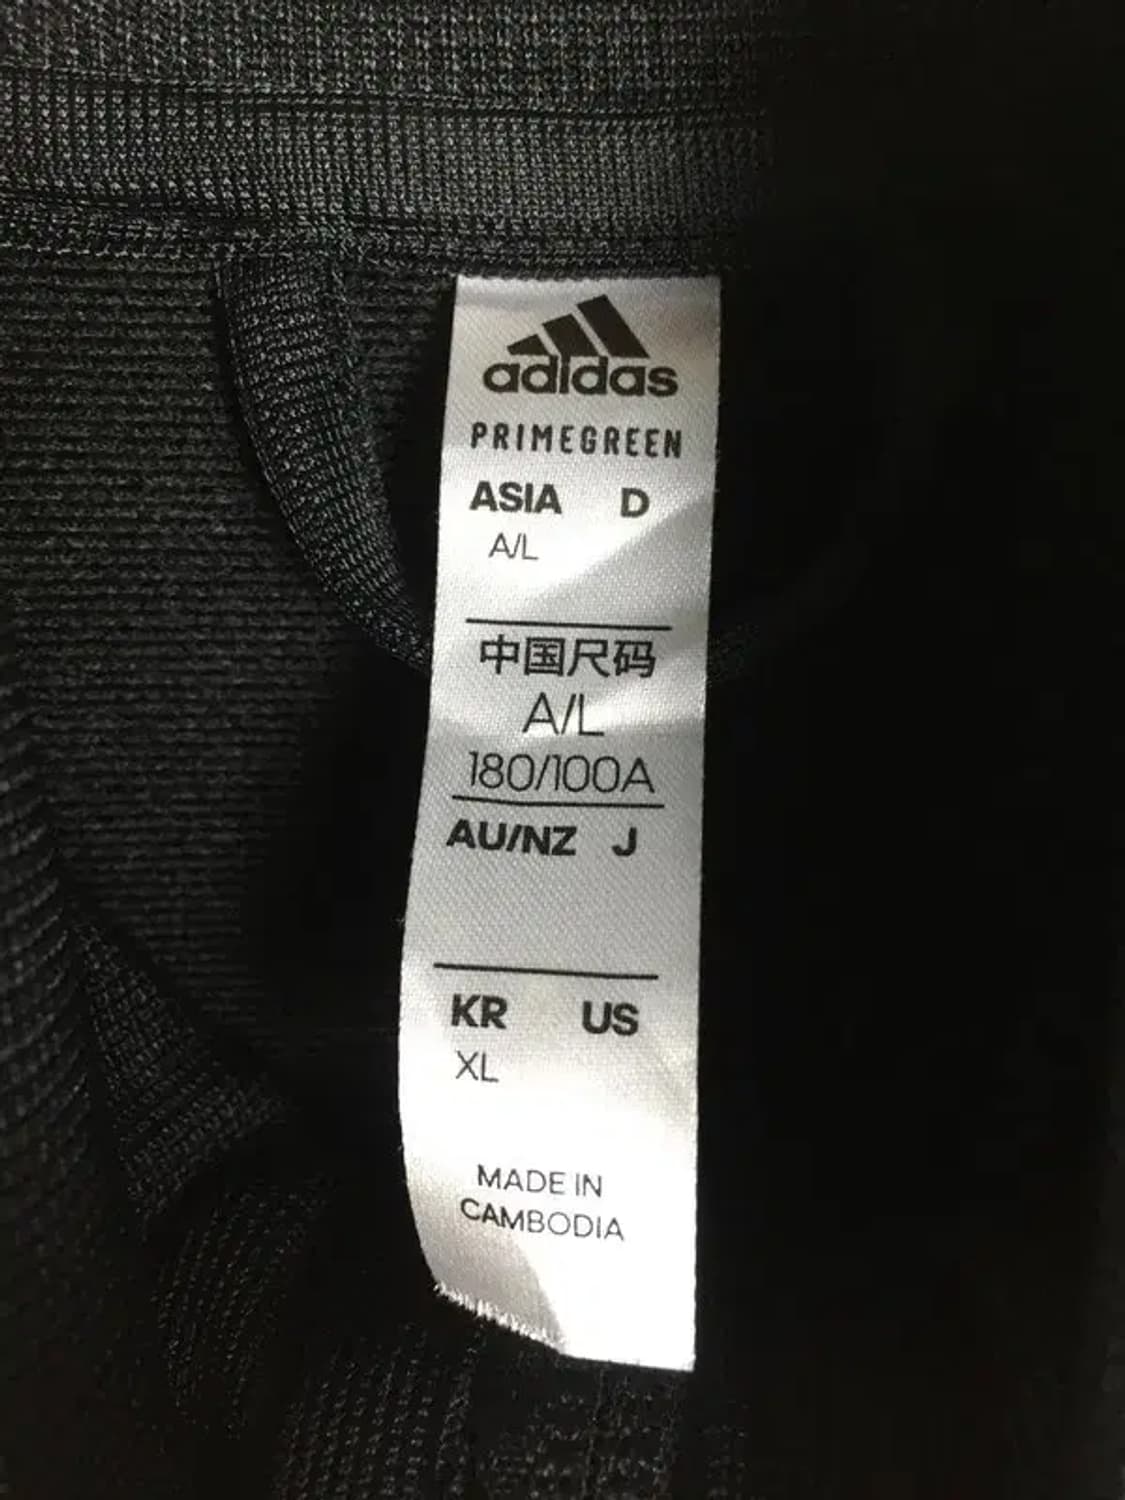 adidas
PRIMEGREEN
ASIA D
A/L
中国尺码
A/L
180/100A
AU/NZ J
KR US
XL
MADE IN
CAMBODIA